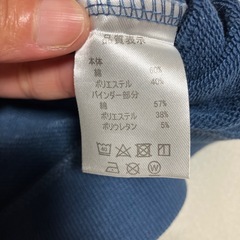 品質表示
本体
綿 60%
ポリエステル 40%
バインダー部分
綿 57%
ポリエステル 38%
ポリウレタン 5%